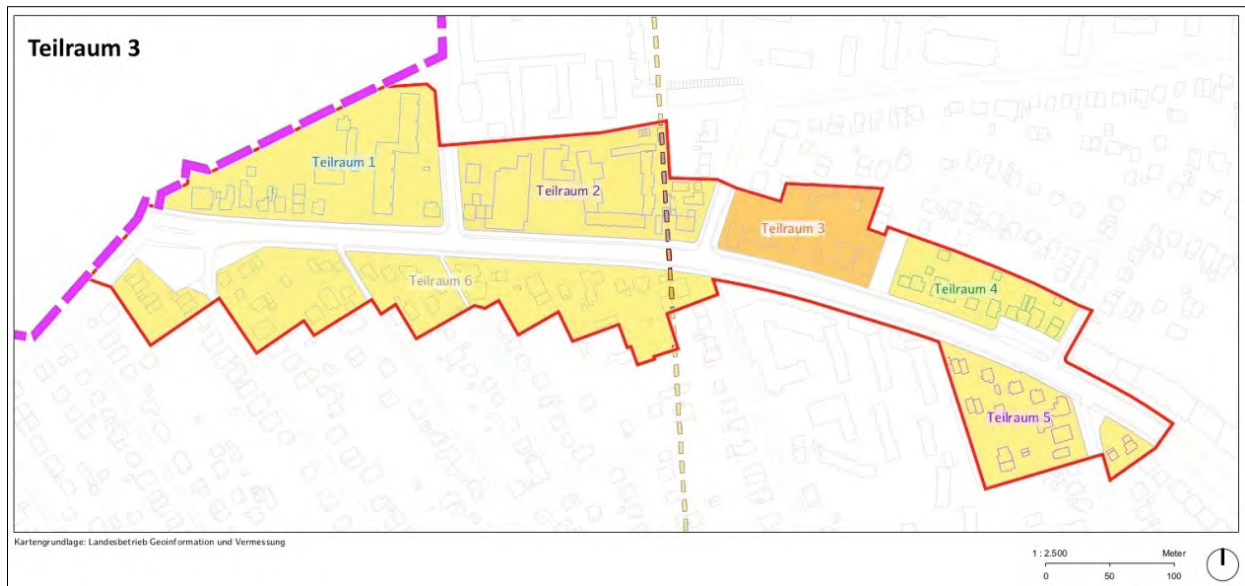 Teilraum 3
Teilraum 1
Teilraum 2
Teilraum 3
Teilraum 6
Teilraum 4
Teilraum 5
Kartengrundlage: Landesbetrieb Geoinformation und Vermessung
1 : 2.500 Meter
0 50 100